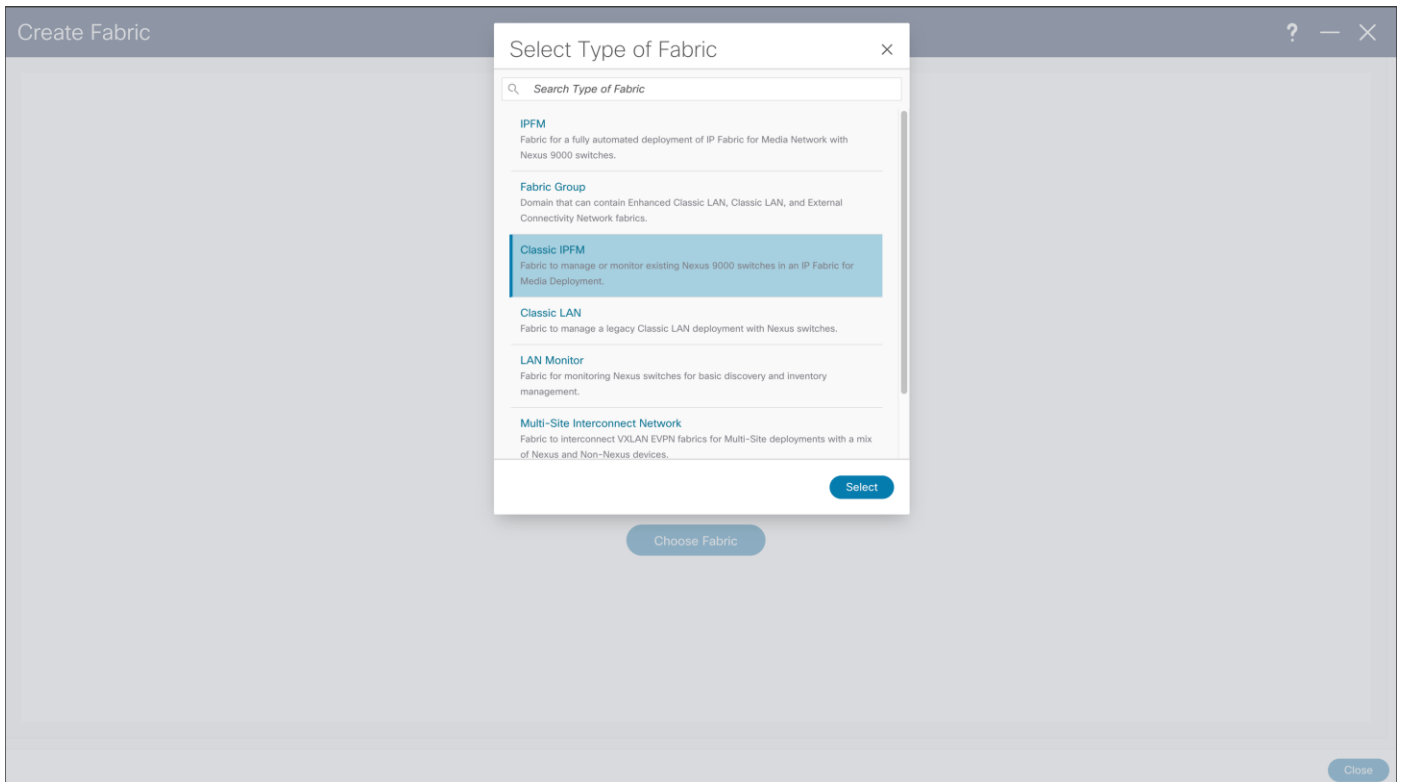 Create Fabric
?
Select Type of Fabric
Search Type of Fabric
IPFM
Fabric for a fully automated deployment of IP Fabric for Media Network with
Nexus 9000 switches.
Fabric Group
Domain that can contain Enhanced Classic LAN, Classic LAN, and External
Connectivity Network fabrics.
Classic IPFM
Fabric to manage or monitor existing Nexus 9000 switches in an IP Fabric for
Media Deployment.
Classic LAN
Fabric to manage a legacy Classic LAN deployment with Nexus switches.
LAN Monitor
Fabric for monitoring Nexus switches for basic discovery and inventory
management.
Multi-Site Interconnect Network
Fabric to interconnect VXLAN EVPN fabrics for Multi-Site deployments with a mix
of Nexus and Non-Nexus devices.
Select
Choose Fabric
Close